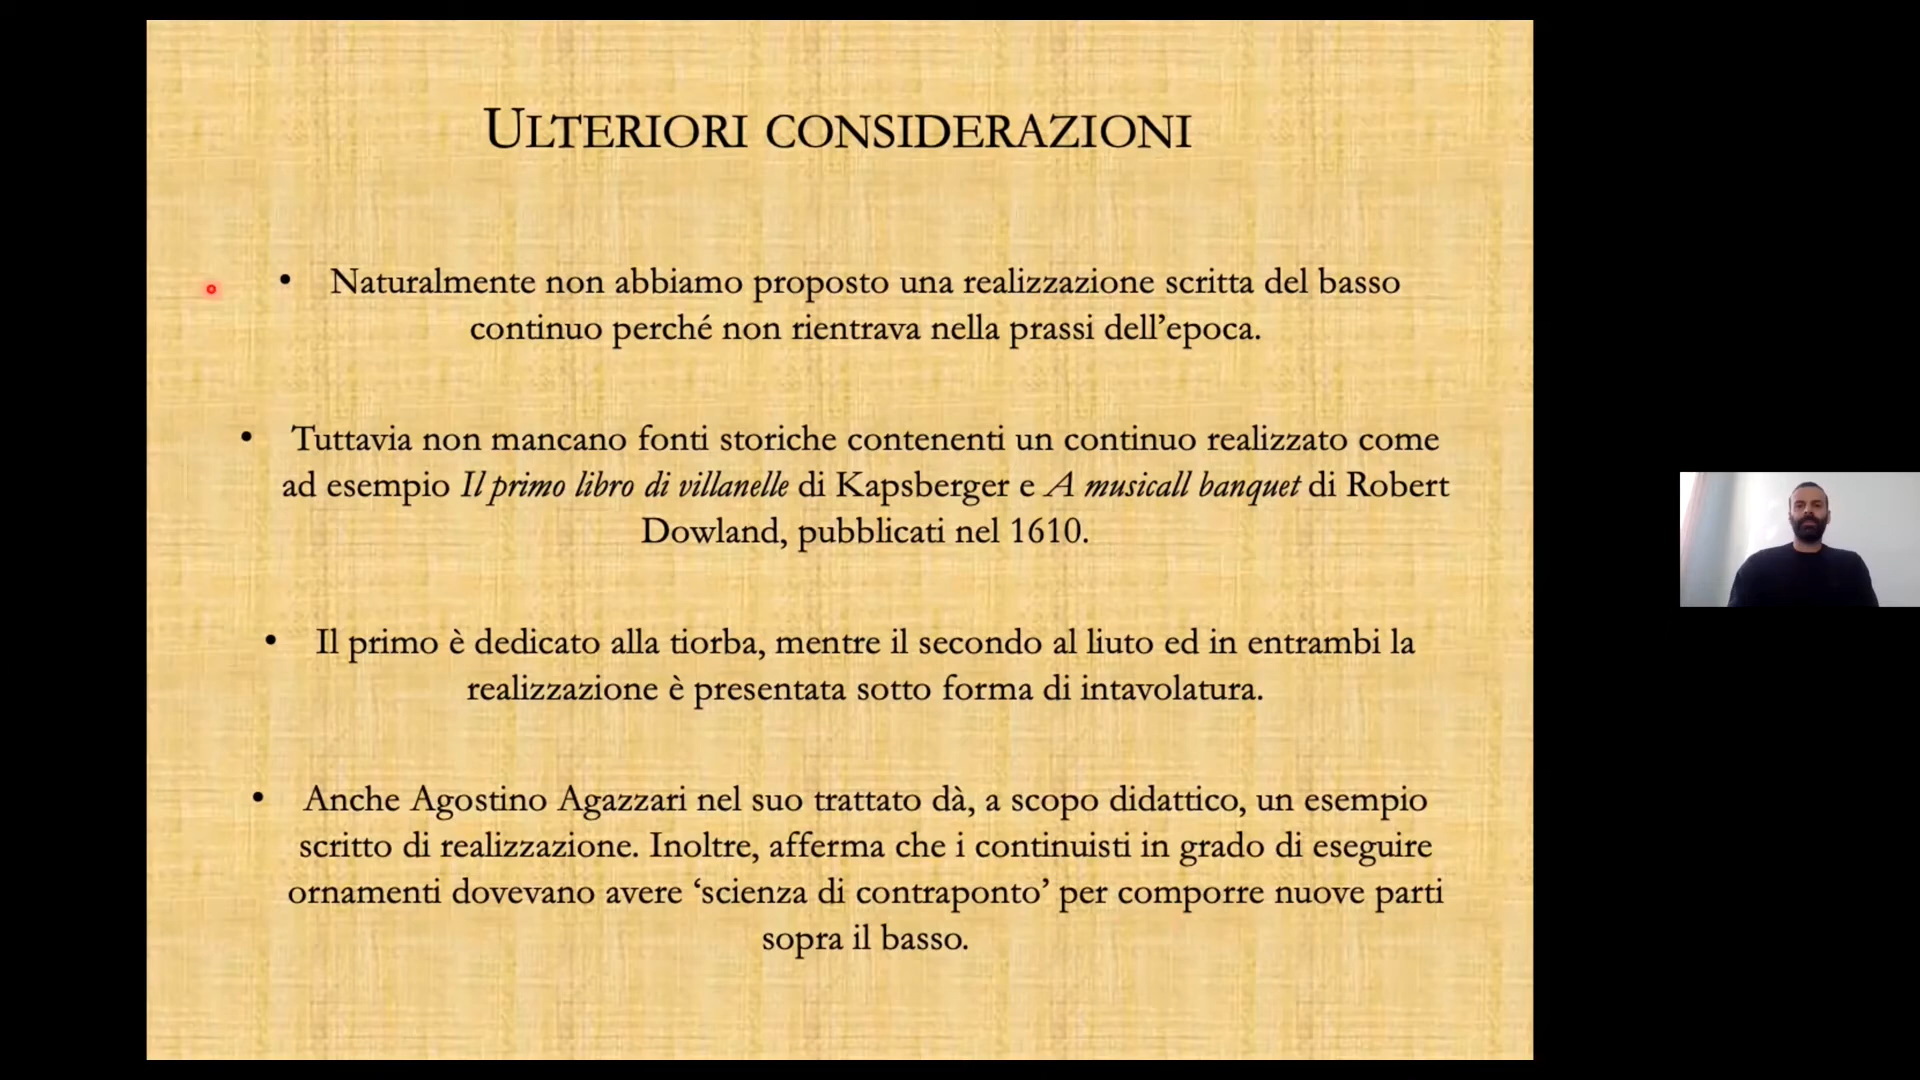 ULTERIORI CONSIDERAZIONI
• Naturalmente non abbiamo proposto una realizzazione scritta del basso
continuo perché non rientrava nella prassi dell’epoca.
• Tuttavia non mancano fonti storiche contenenti un continuo realizzato come
ad esempio Il primo libro di villanelle di Kapsberger e A musicall banquet di Robert
Dowland, pubblicati nel 1610.
• Il primo è dedicato alla tiorba, mentre il secondo al liuto ed in entrambi la
realizzazione è presentata sotto forma di intavolatura.
• Anche Agostino Agazzari nel suo trattato dà, a scopo didattico, un esempio
scritto di realizzazione. Inoltre, afferma che i continuisti in grado di eseguire
ornamenti dovevano avere ‘scienza di contraponto’ per comporre nuove parti
sopra il basso.